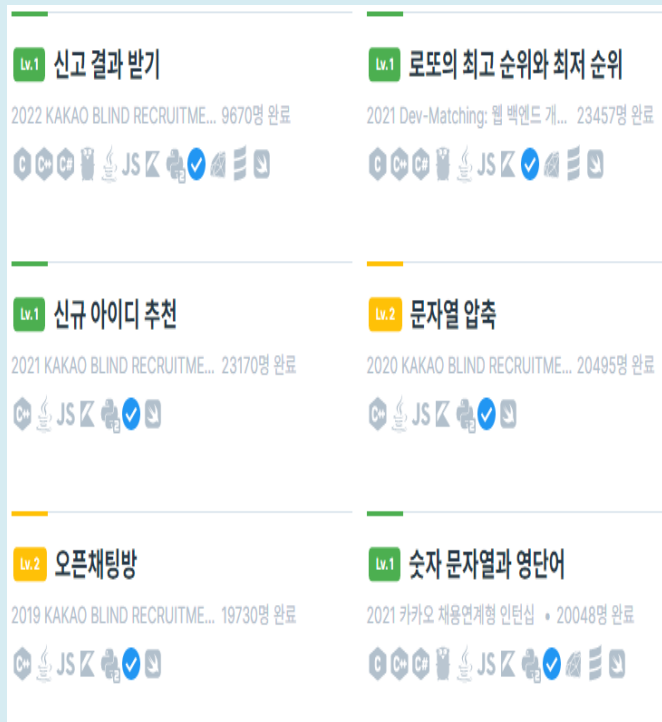 Lv.1 신고 결과 받기
2022 KAKAO BLIND RECRUITME... 9670명 완료
C C++ C# JS 2
Lv.1 로또의 최고 순위와 최저 순위
2021 Dev-Matching: 웹 백엔드 개... 23457명 완료
C C++ C# JS
Lv.1 신규 아이디 추천
2021 KAKAO BLIND RECRUITME... 23170명 완료
C++ JS 2
Lv.2 문자열 압축
2020 KAKAO BLIND RECRUITME... 20495명 완료
C++ JS 2
Lv.2 오픈채팅방
2019 KAKAO BLIND RECRUITME... 19730명 완료
C++ JS 2
Lv.1 숫자 문자열과 영단어
2021 카카오 채용연계형 인턴십 • 20048명 완료
C C++ C# JS 2